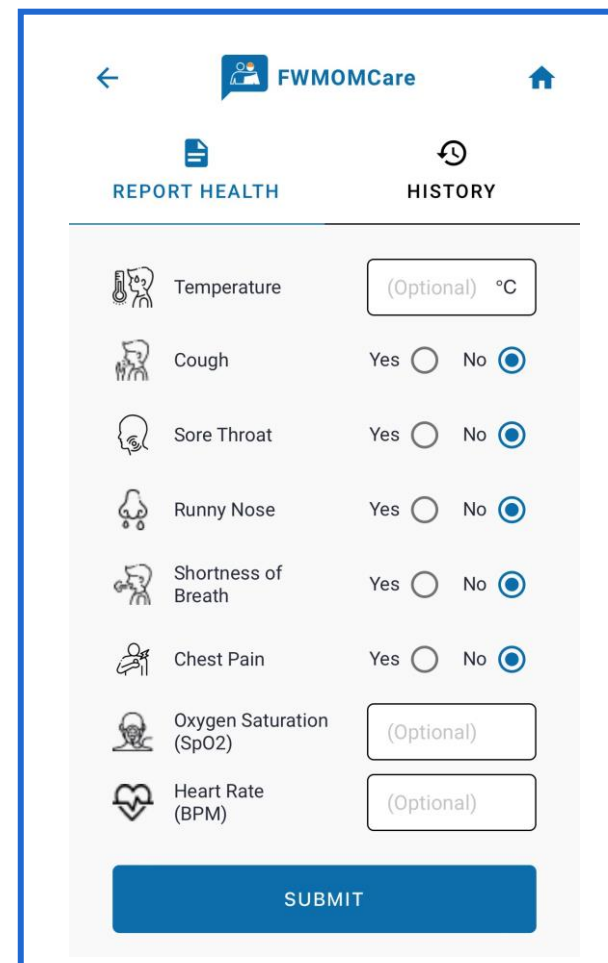 FWMOMCare
REPORT HEALTH
HISTORY
Temperature
(Optional) °C
Cough
Yes
No
Sore Throat
Yes
No
Runny Nose
Yes
No
Shortness of
Breath
Yes
No
Chest Pain
Yes
No
Oxygen Saturation
(SpO2)
(Optional)
Heart Rate
(BPM)
(Optional)
SUBMIT